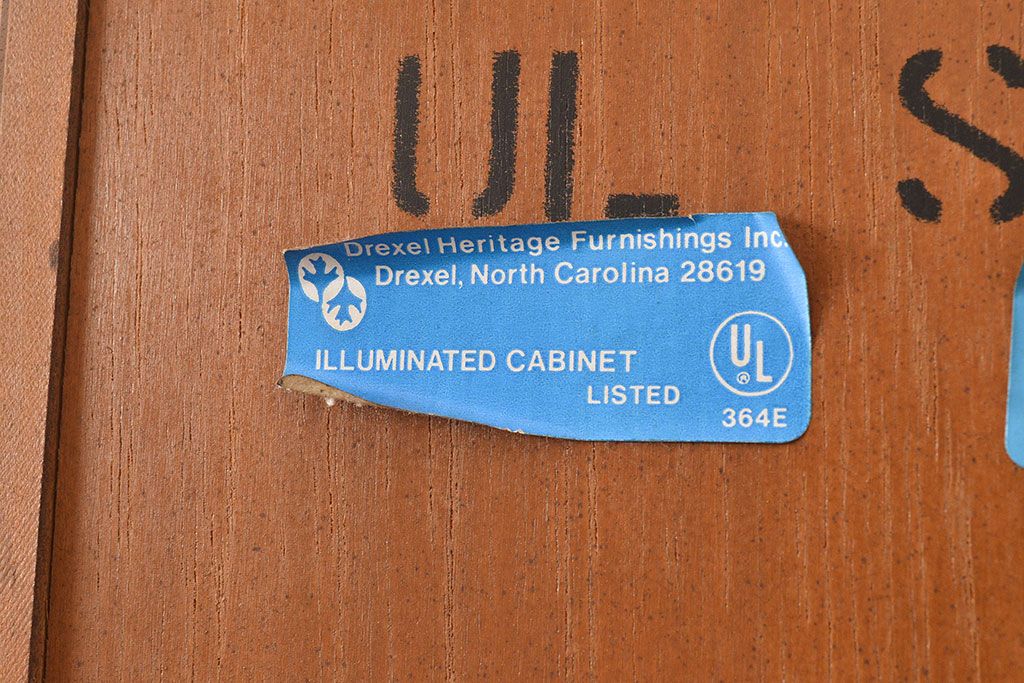 UL S
Drexel Heritage Furnishings Inc.
Drexel, North Carolina 28619
ILLUMINATED CABINET
LISTED
UL
®
364E